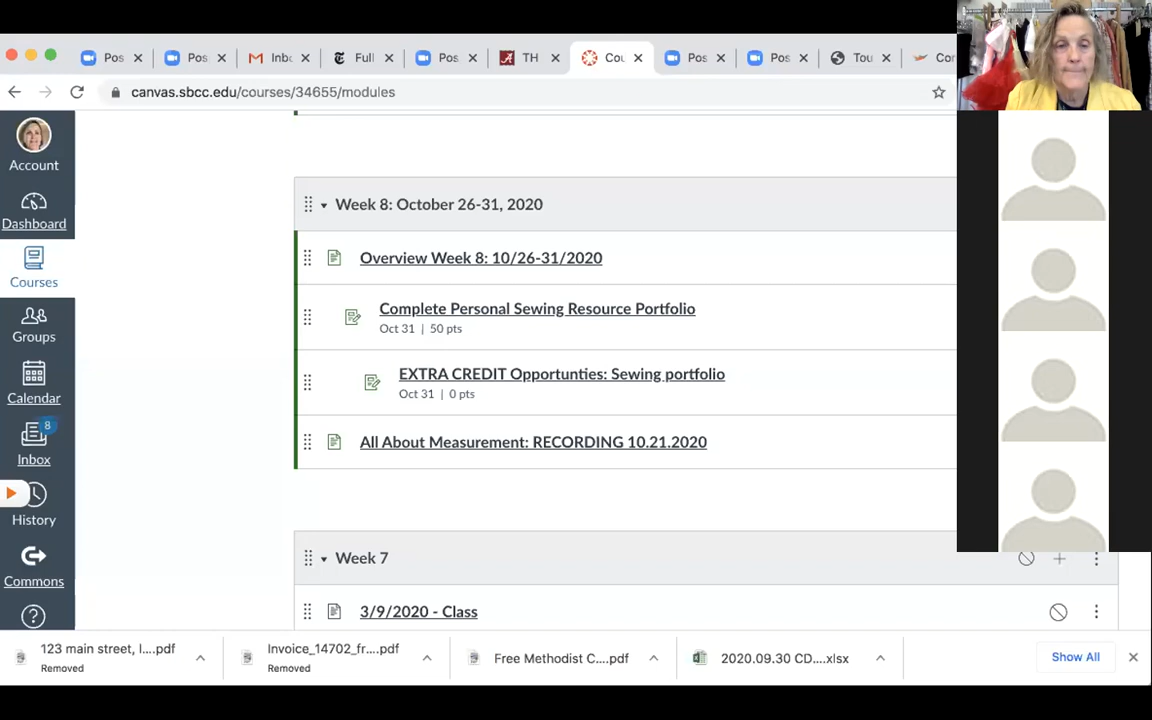 Pos
Pos
Inbc
Full
Pos
TH
Cou
Pos
Pos
Tou
Cor
canvas.sbcc.edu/courses/34655/modules
Account
Dashboard
Courses
Groups
Calendar
8
Inbox
History
Commons
Week 8: October 26-31, 2020
Overview Week 8: 10/26-31/2020
Complete Personal Sewing Resource Portfolio
Oct 31 | 50 pts
EXTRA CREDIT Opportunties: Sewing portfolio
Oct 31 | 0 pts
All About Measurement: RECORDING 10.21.2020
Week 7
3/9/2020 - Class
123 main street, I....pdf
Removed
Invoice_14702_fr....pdf
Removed
Free Methodist C....pdf
2020.09.30 CD....xlsx
Show All